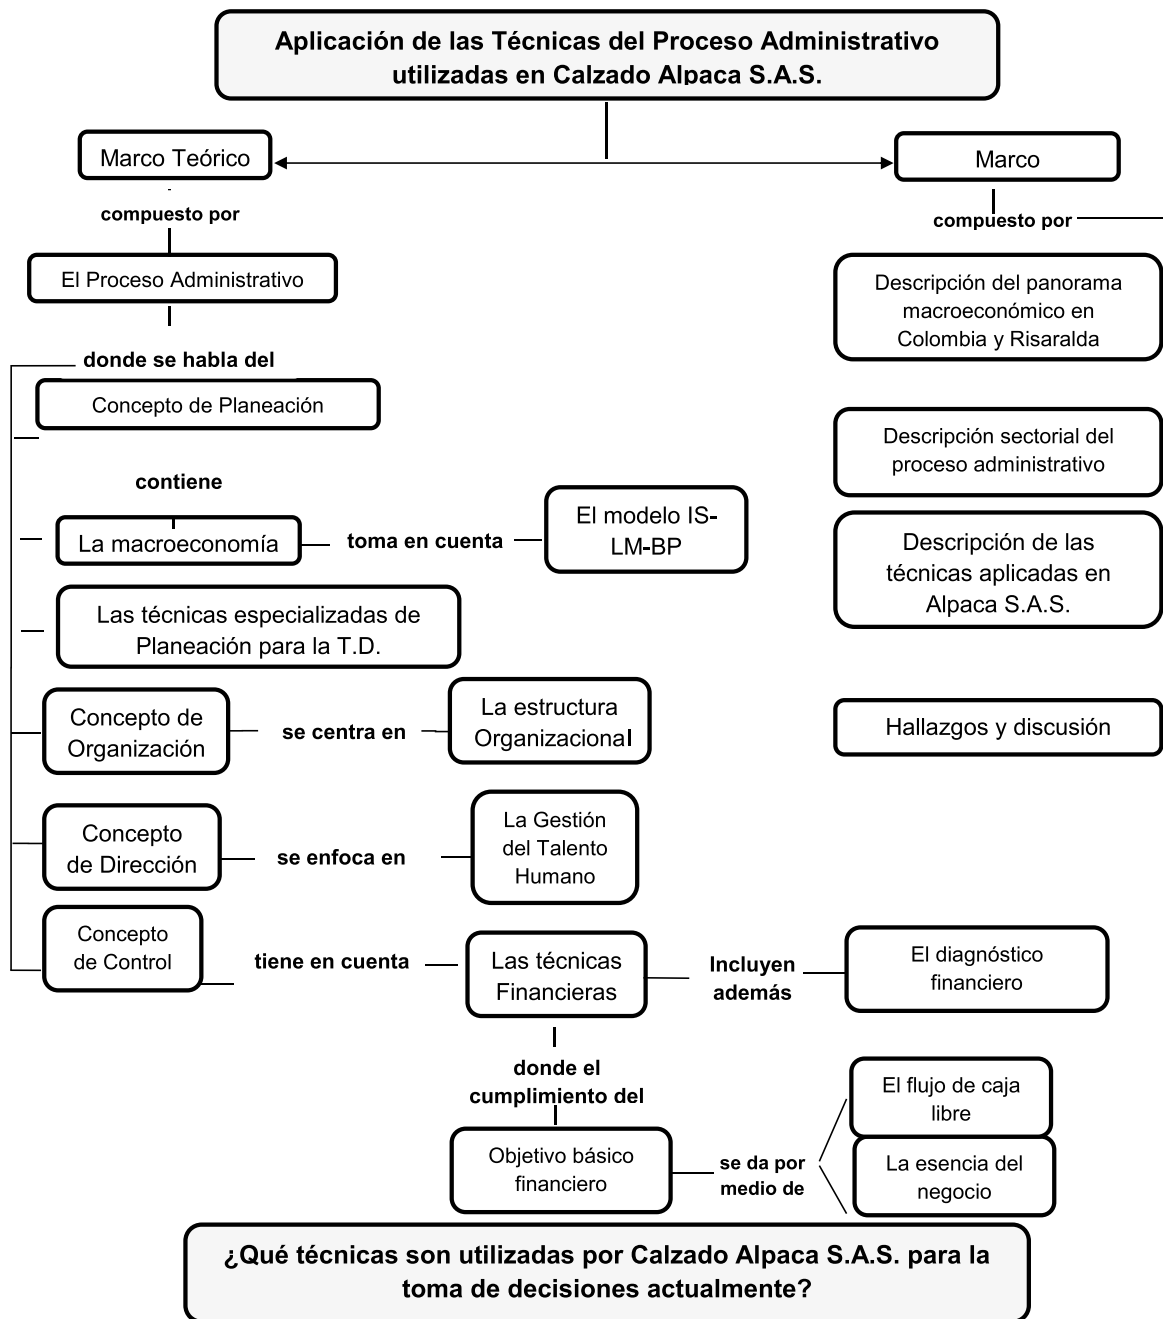 Aplicación de las Técnicas del Proceso Administrativo
utilizadas en Calzado Alpaca S.A.S.
Marco Teórico
Marco
compuesto por
compuesto por
El Proceso Administrativo
Descripción del panorama
macroeconómico en
Colombia y Risaralda
donde se habla del
Concepto de Planeación
Descripción sectorial del
proceso administrativo
contiene
La macroeconomía
toma en cuenta
El modelo IS-
LM-BP
Descripción de las
técnicas aplicadas en
Alpaca S.A.S.
Las técnicas especializadas de
Planeación para la T.D.
Concepto de
Organización
se centra en
La estructura
Organizacional
Hallazgos y discusión
Concepto
de Dirección
se enfoca en
La Gestión
del Talento
Humano
Concepto
de Control
tiene en cuenta
Las técnicas
Financieras
Incluyen
además
El diagnóstico
financiero
donde el
cumplimiento del
Objetivo básico
financiero
se da por
medio de
El flujo de caja
libre
La esencia del
negocio
¿Qué técnicas son utilizadas por Calzado Alpaca S.A.S. para la
toma de decisiones actualmente?